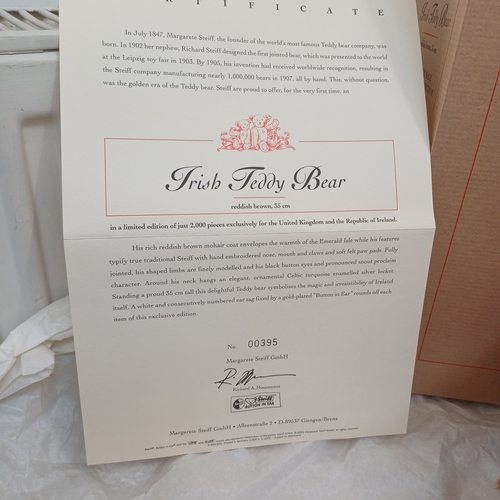 C E R T I F I C A T E
In July 1847, Margarete Steiff, the founder of the world's most famous Teddy bear company, was
born. In 1902 her nephew, Richard Steiff designed the first jointed bear, which was presented to the world
at the Leipzig toy fair in 1903. By 1905, his invention had received worldwide recognition, resulting in
the Steiff company manufacturing nearly 1,000,000 bears in 1907, all by hand. This, without question,
was the golden era of the Teddy bear. Steiff are proud to offer, for the very first time, an
Irish Teddy Bear
reddish brown, 35 cm
in a limited edition of just 2,000 pieces exclusively for the United Kingdom and the Republic of Ireland.
His rich reddish brown mohair coat envelopes the warmth of the Emerald Isle while his features
typify true traditional Steiff with hand embroidered nose, mouth and claws and soft felt paw pads. Fully
jointed, his shaped limbs are finely modelled and his black button eyes and pronounced snout proclaim
character. Around his neck hangs an elegant, ornamental Celtic turquoise enamelled silver locket.
Standing a proud 35 cm tall this delightful Teddy bear symbolises the magic and irresistibility of Ireland
itself. A white and consecutively numbered ear tag fixed by a gold-plated "Button in Ear" rounds off each
item of this exclusive edition.
No. 00395
Margarete Steiff GmbH
Richard A. Hussmann
Steiff
BUTTON IN EAR
Margarete Steiff GmbH • Alleenstraße 2 • D-89537 Giengen/Brenz
Irish Teddy Bear